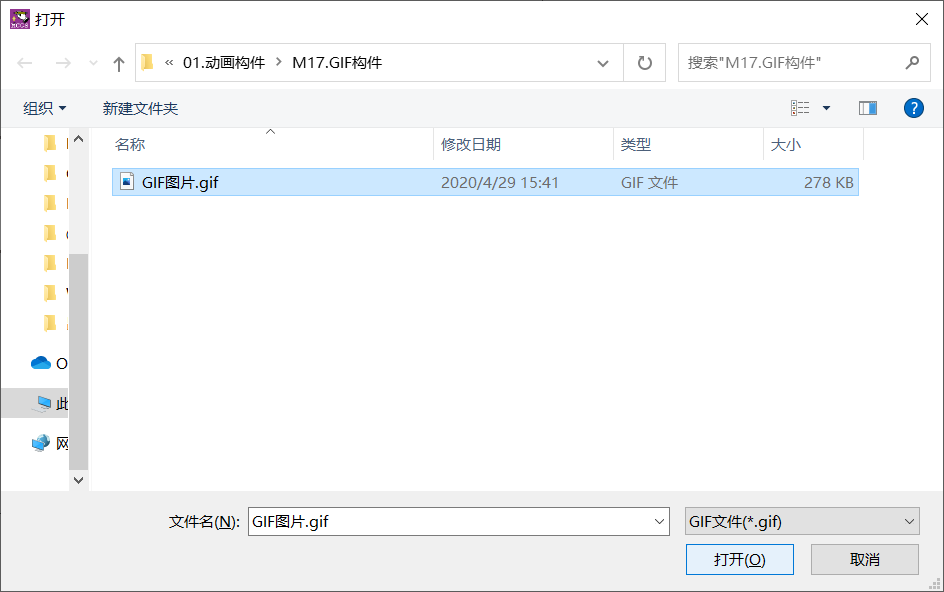 打开
« 01.动画构件 › M17.GIF构件
搜索"M17.GIF构件"
组织 新建文件夹
名称 修改日期 类型 大小
GIF图片.gif 2020/4/29 15:41 GIF 文件 278 KB
O
此
网
文件名(N): GIF图片.gif GIF文件(*.gif)
打开(O) 取消